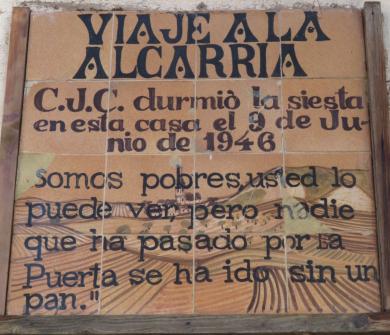 VIAJE A LA
ALCARRIA
C.J.C. durmiò la siesta
en esta casa el 9 de Ju-
nio de 1946
Somos pobres, usted lo
puede ver pero nadie
que ha pasado por la
Puerta se ha ido sin un
pan."